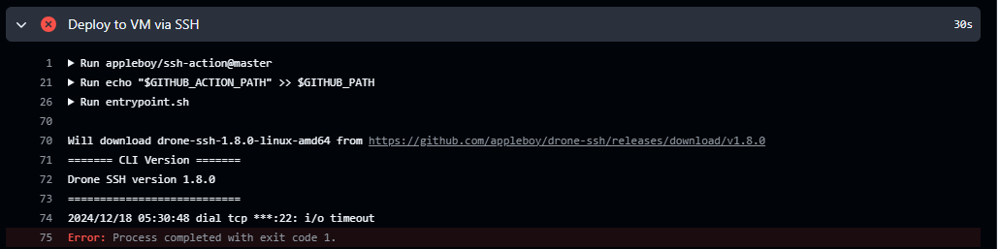 Deploy to VM via SSH 30s
1 Run appleboy/ssh-action@master
21 Run echo "$GITHUB_ACTION_PATH" >> $GITHUB_PATH
26 Run entrypoint.sh
70
70 Will download drone-ssh-1.8.0-linux-amd64 from https://github.com/appleboy/drone-ssh/releases/download/v1.8.0
71 ======= CLI Version =======
72 Drone SSH version 1.8.0
73 ===========================
74 2024/12/18 05:30:48 dial tcp ***:22: i/o timeout
75 Error: Process completed with exit code 1.